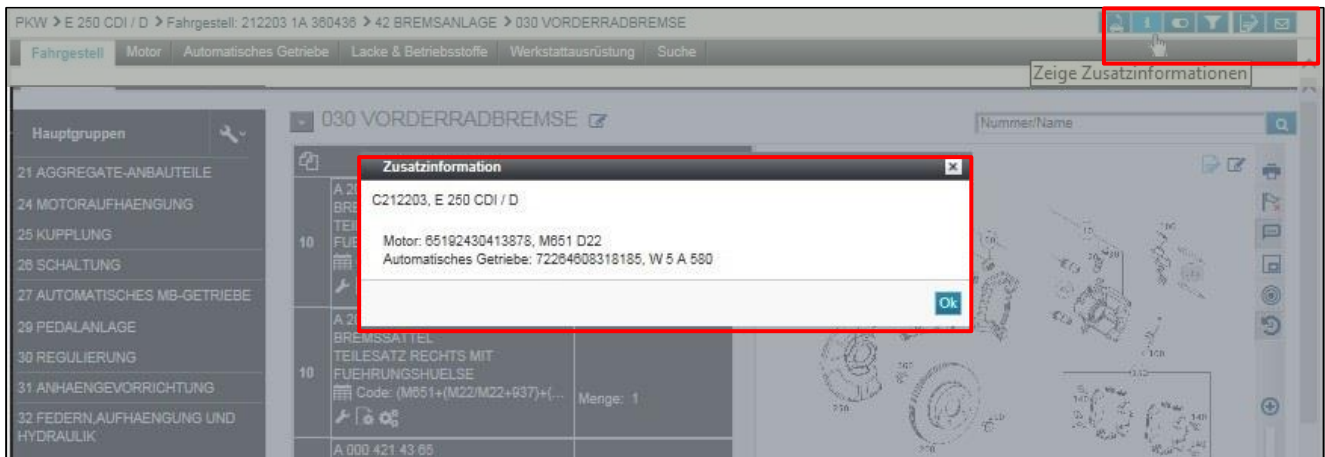 PKW > E 250 CDI / D > Fahrgestell: 212203 1A 360436 > 42 BREMSANLAGE > 030 VORDERRADBREMSE
Fahrgestell Motor Automatisches Getriebe Lacke & Betriebsstoffe Werkstattausrüstung Suche
Zeige Zusatzinformationen
Hauptgruppen
21 AGGREGATE-ANBAUTEILE
24 MOTORAUFHAENGUNG
25 KUPPLUNG
26 SCHALTUNG
27 AUTOMATISCHES MB-GETRIEBE
29 PEDALANLAGE
30 REGULIERUNG
31 ANHAENGEVORRICHTUNG
32 FEDERN,AUFHAENGUNG UND
HYDRAULIK
030 VORDERRADBREMSE
Nummer/Name
10
Zusatzinformation
C212203, E 250 CDI / D
Motor: 65192430413878, M651 D22
Automatisches Getriebe: 72264608318185, W 5 A 580
Ok
10
BREMSSATTEL
TEILESATZ RECHTS MIT
FUEHRUNGSHUELSE
Code: (M651+(M22/M22+937)+(...
Menge: 1
A 000 421 43 65